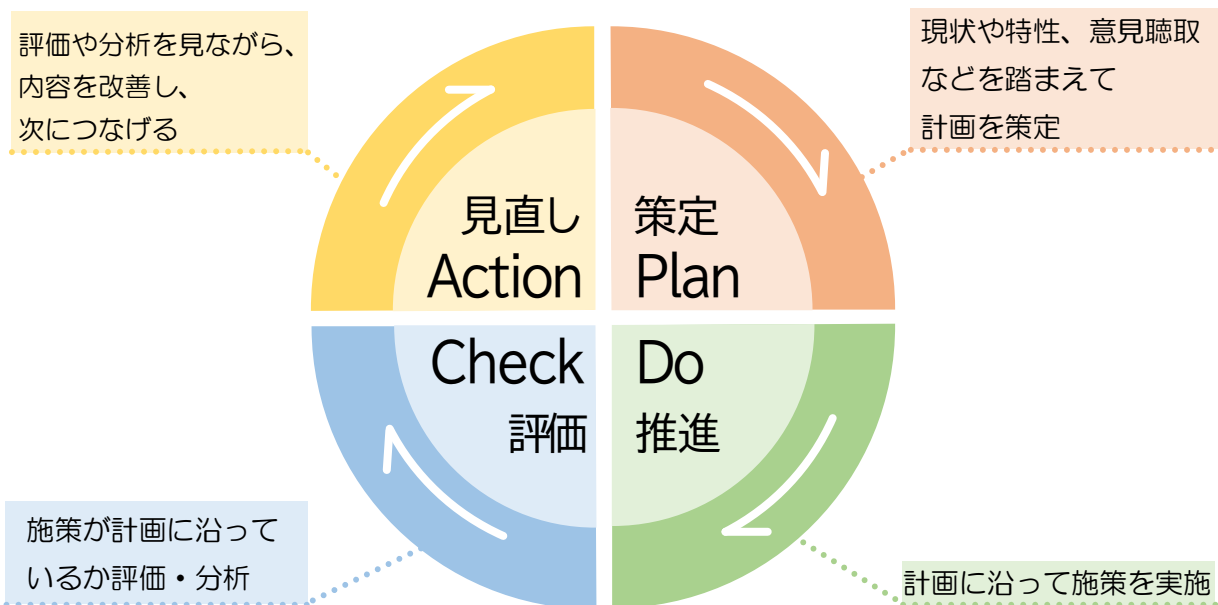 評価や分析を見ながら、
内容を改善し、
次につなげる
現状や特性、意見聴取
などを踏まえて
計画を策定
見直し
Action
策定
Plan
Check
評価
Do
推進
施策が計画に沿って
いるか評価・分析
計画に沿って施策を実施